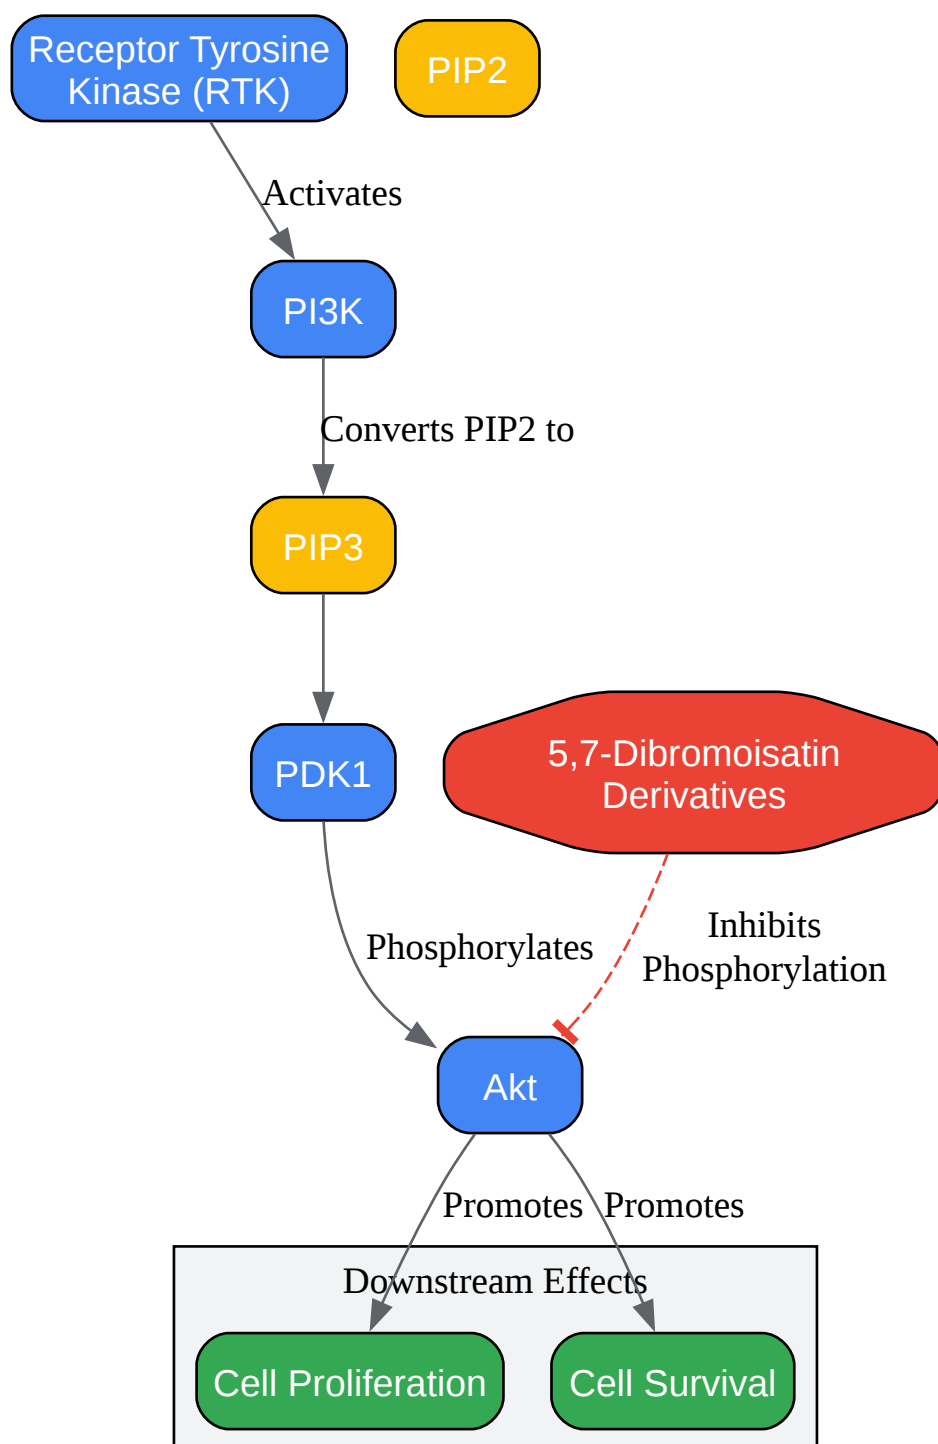 Receptor Tyrosine
Kinase (RTK)
PIP2
Activates
PI3K
Converts PIP2 to
PIP3
PDK1
5,7-Dibromoisatin
Derivatives
Phosphorylates
Inhibits
Phosphorylation
Akt
Promotes
Promotes
Downstream Effects
Cell Proliferation
Cell Survival